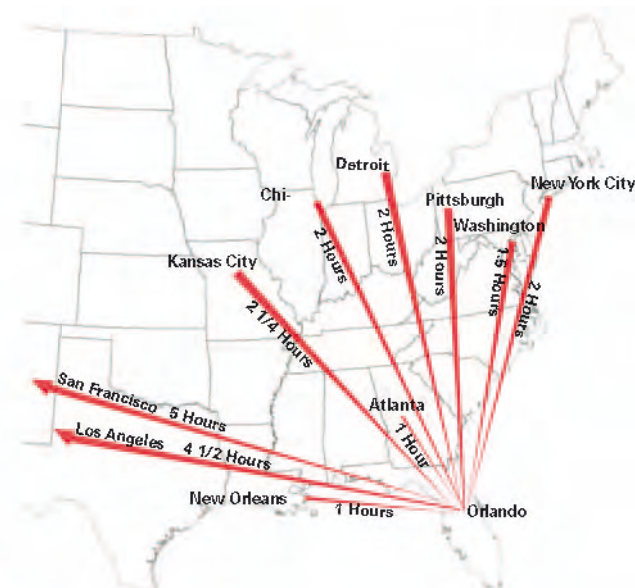 Detroit
New York City
Chi-
Pittsburgh
Washington
2 Hours
2 Hours
2 Hours
1.5 Hours
2 Hours
Kansas City
2 1/4 Hours
San Francisco 5 Hours
Atlanta
1 Hour
Los Angeles 4 1/2 Hours
New Orleans
1 Hours
Orlando